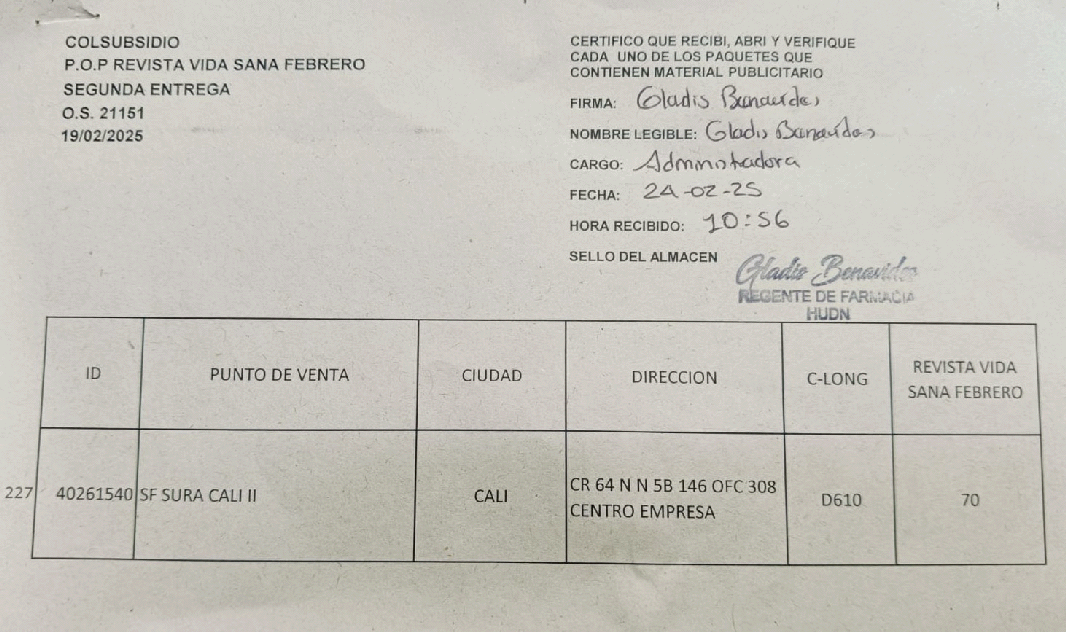 COLSUBSIDIO
P.O.P REVISTA VIDA SANA FEBRERO
SEGUNDA ENTREGA
O.S. 21151
19/02/2025
CERTIFICO QUE RECIBI, ABRI Y VERIFIQUE
CADA UNO DE LOS PAQUETES QUE
CONTIENEN MATERIAL PUBLICITARIO
FIRMA: Gladis Benavides
NOMBRE LEGIBLE: Gladis Benavides
CARGO: Administradora
FECHA: 24-02-25
HORA RECIBIDO: 10:56
SELLO DEL ALMACEN
Gladis Benavides
REGENTE DE FARMACIA
HUDN
ID PUNTO DE VENTA CIUDAD DIRECCION C-LONG REVISTA VIDA
SANA FEBRERO
227 40261540 SF SURA CALI II CALI CR 64 N N 5B 146 OFC 308 D610 70
CENTRO EMPRESA